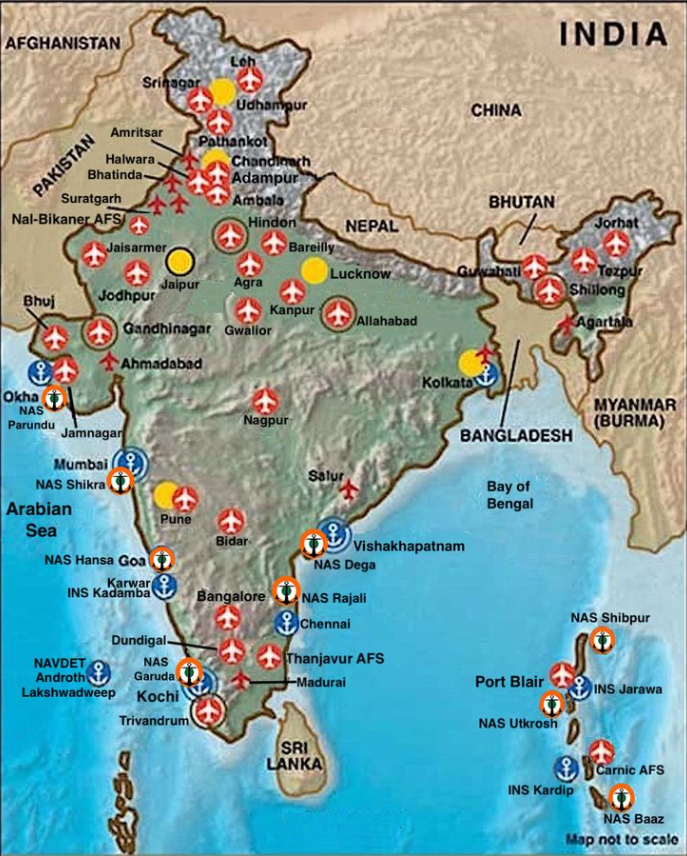 INDIA
AFGHANISTAN
Leh
Srinagar
Udhampur
CHINA
Amritsar
Pathankot
PAKISTAN
Halwara
Chandinarh
Bhatinda
Adampur
Suratgarh
Ambala
BHUTAN
Nal-Bikaner AFS
Hindon
NEPAL
Jorhat
Jaisarmer
Bareilly
Guwahati
Tezpur
Lucknow
Jaipur
Agra
Jodhpur
Shillong
Bhuj
Kanpur
Gandhinagar
Gwalior
Allahabad
Agartala
Ahmadabad
Kolkata
Okha
NAS
Parundu
Nagpur
MYANMAR
(BURMA)
Jamnagar
BANGLADESH
Mumbai
Salur
NAS Shikra
Bay of
Bengal
Arabian
Sea
Pune
Bidar
Vishakhapatnam
NAS Hansa Goa
NAS Dega
Karwar
INS Kadamba
Bangalore
NAS Rajali
NAS Shibpur
Chennai
Dundigal
NAVDET
Androth
Lakshwadweep
NAS
Garuda
Thanjavur AFS
Port Blair
Madurai
INS Jarawa
Kochi
Trivandrum
NAS Utkrosh
SRI
LANKA
Carnic AFS
INS Kardip
NAS Baaz
Map not to scale